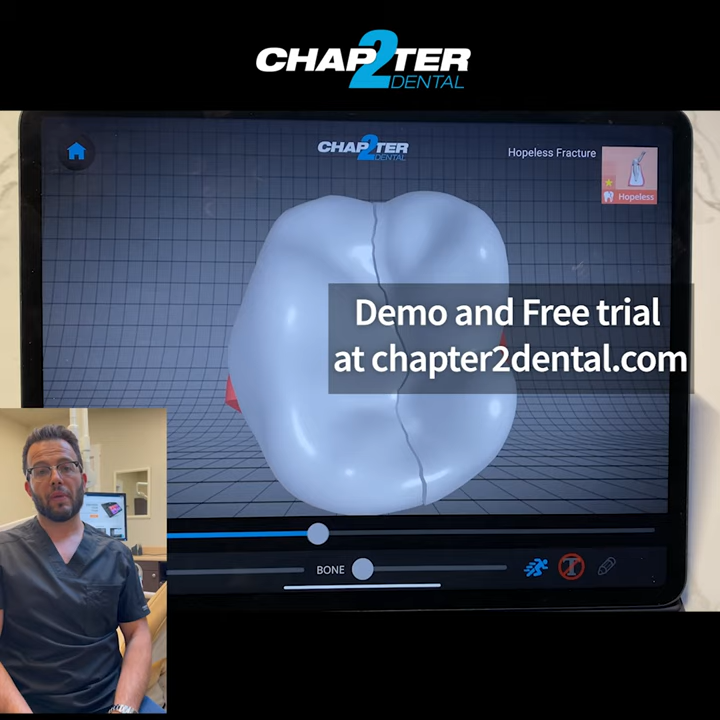 CHAP2TER
DENTAL
CHAP2TER
DENTAL
Hopeless Fracture
Hopeless
Demo and Free trial
at chapter2dental.com
BONE